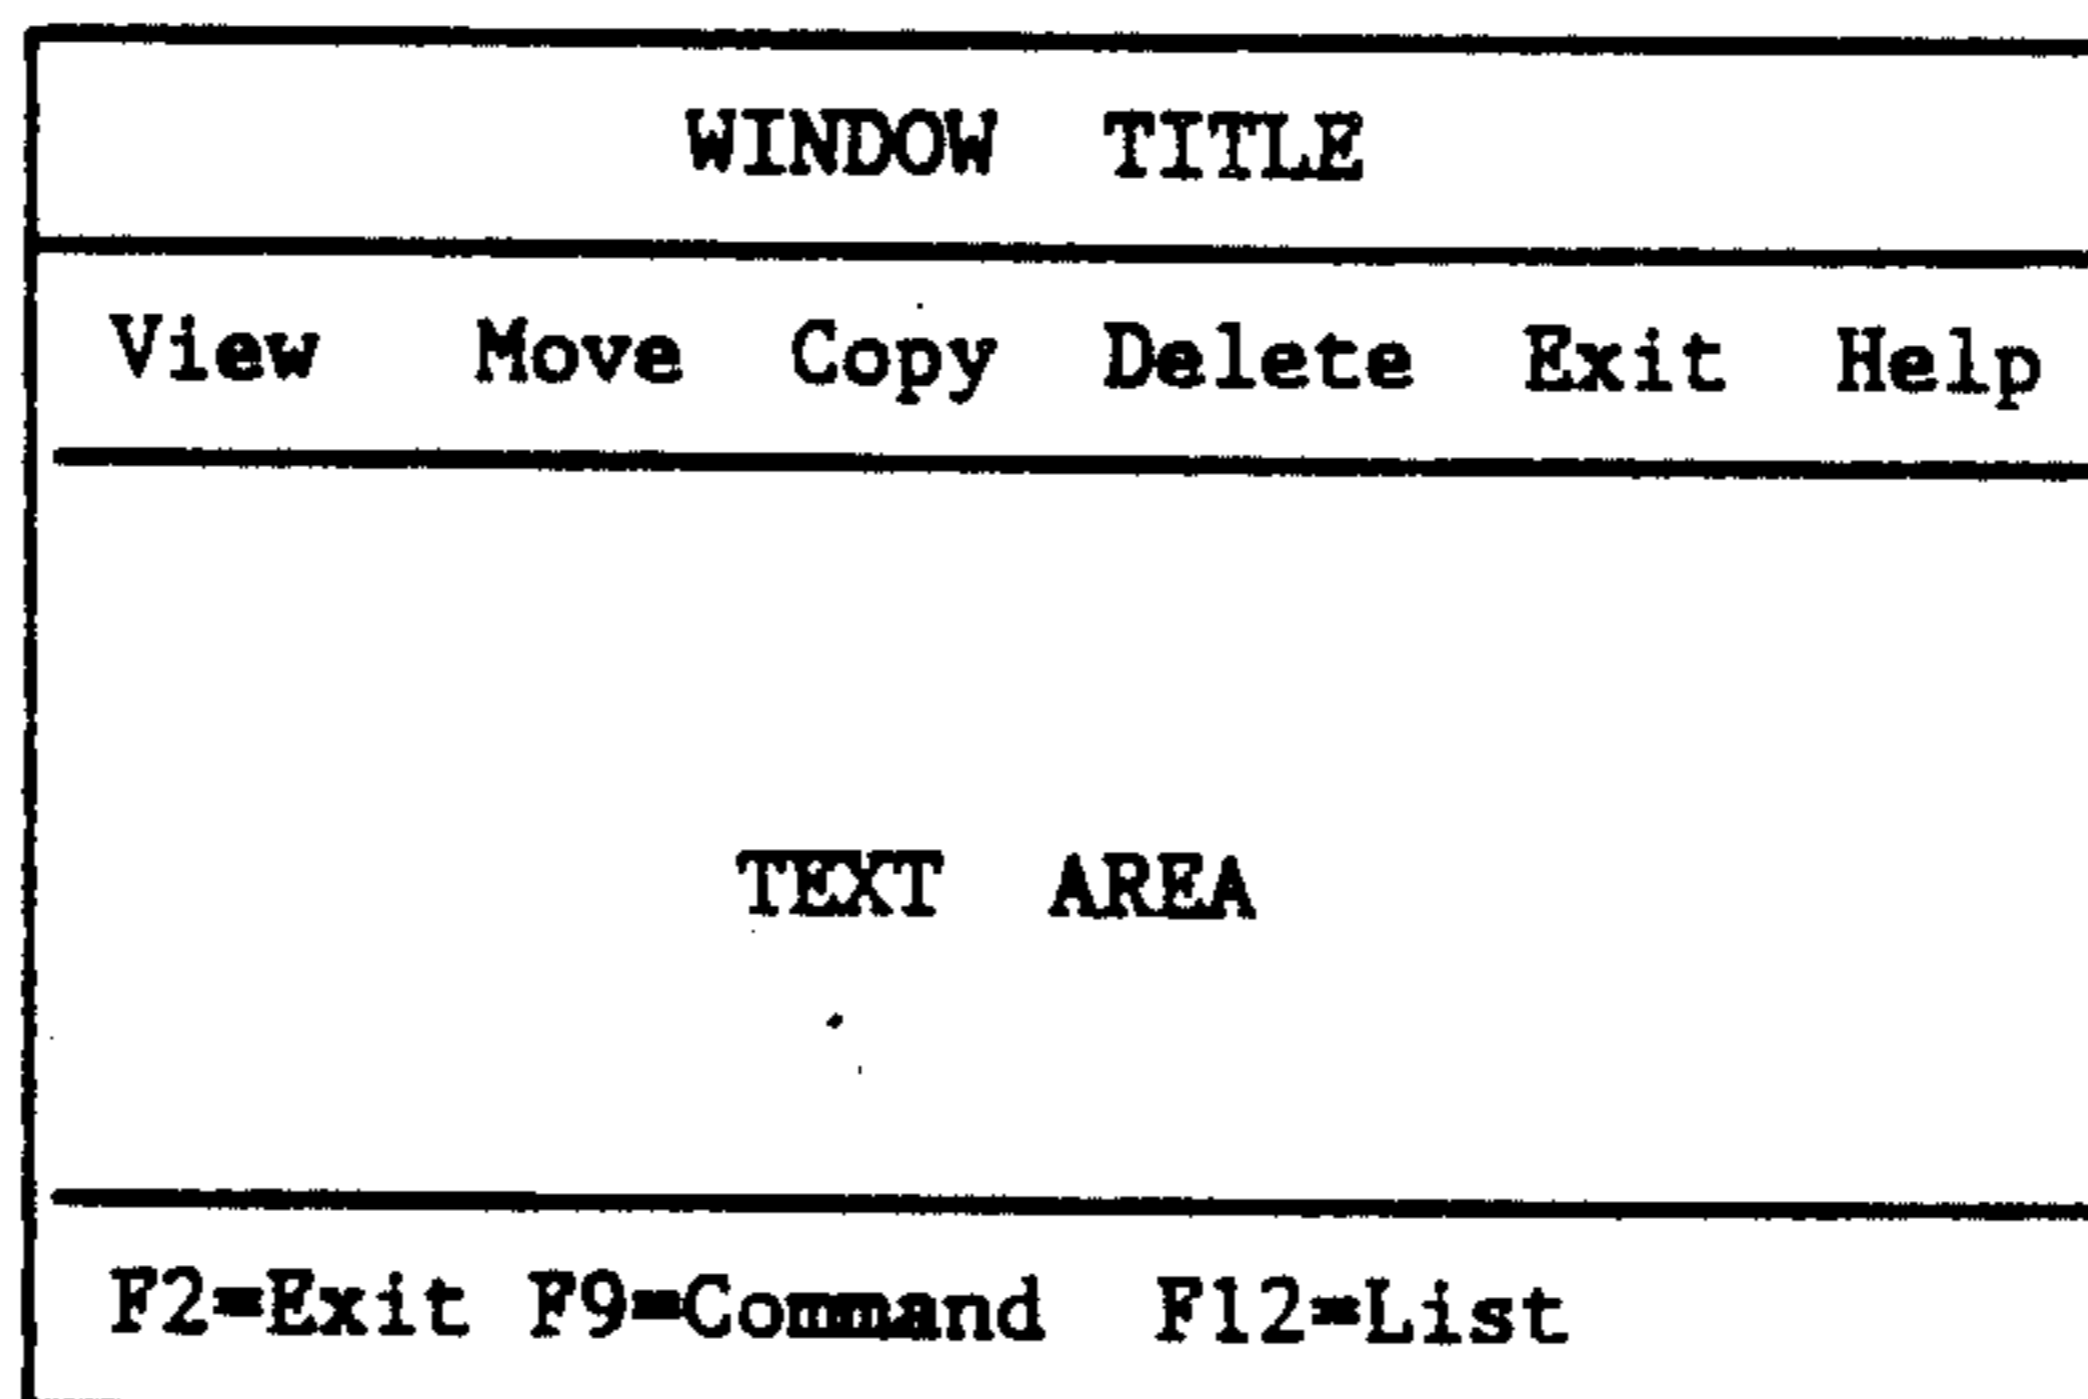 WINDOW TITLE
View Move Copy Delete Exit Help
TEXT AREA
F2=Exit F9=Command F12=List